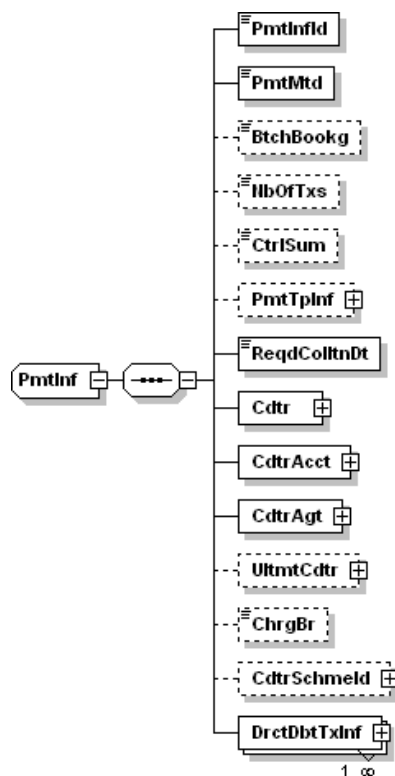 PmtInfId
PmtMtd
BtchBookg
NbOfTxs
CtrlSum
PmtTpInf
ReqdColltnDt
PmtInf
Cdtr
CdtrAcct
CdtrAgt
UltmtCdtr
ChrgBr
CdtrSchmeId
DrctDbtTxInf
1..∞